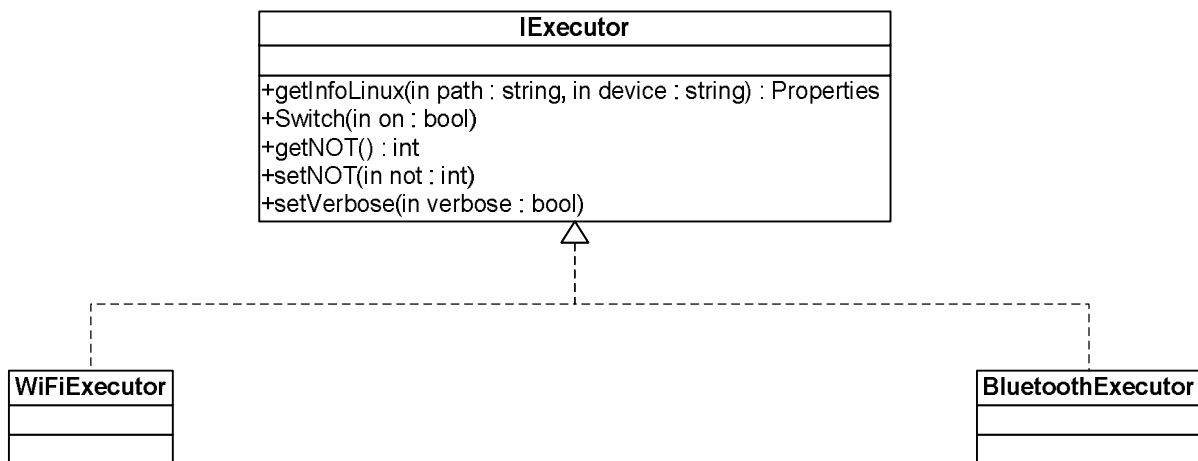 IExecutor
+getInfoLinux(in path : string, in device : string) : Properties
+Switch(in on : bool)
+getNOT() : int
+setNOT(in not : int)
+setVerbose(in verbose : bool)
WiFiExecutor
BluetoothExecutor